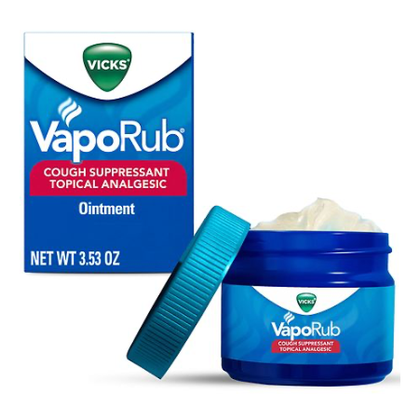 VICKS
VapoRub®
COUGH SUPPRESSANT
TOPICAL ANALGESIC
Ointment
NET WT 3.53 OZ
VICKS
VapoRub
COUGH SUPPRESSANT
TOPICAL ANALGESIC